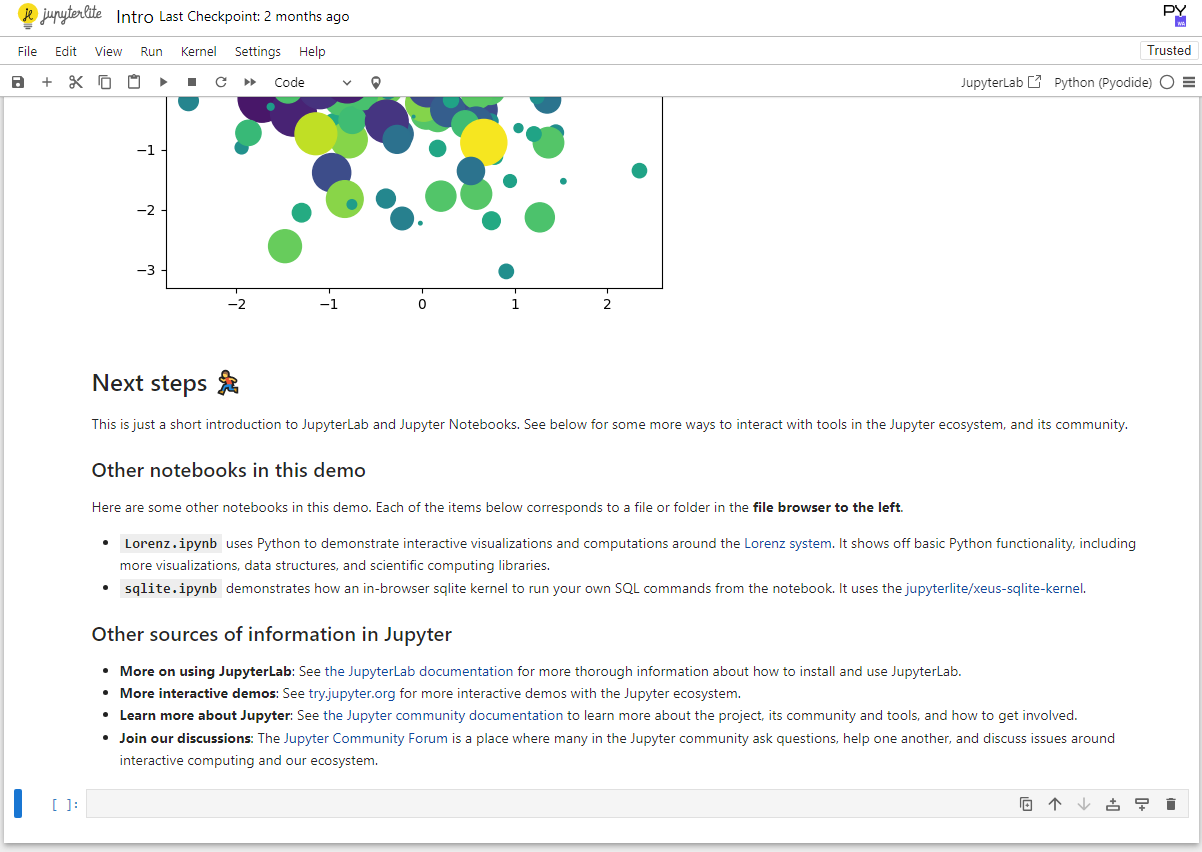 jupyterlite Intro Last Checkpoint: 2 months ago
PY
WA
File Edit View Run Kernel Settings Help
Trusted
Code
JupyterLab Python (Pyodide)
−1
−2
−3
−2 −1 0 1 2
Next steps
This is just a short introduction to JupyterLab and Jupyter Notebooks. See below for some more ways to interact with tools in the Jupyter ecosystem, and its community.
Other notebooks in this demo
Here are some other notebooks in this demo. Each of the items below corresponds to a file or folder in the file browser to the left.
• Lorenz.ipynb uses Python to demonstrate interactive visualizations and computations around the Lorenz system. It shows off basic Python functionality, including
more visualizations, data structures, and scientific computing libraries.
• sqlite.ipynb demonstrates how an in-browser sqlite kernel to run your own SQL commands from the notebook. It uses the jupyterlite/xeus-sqlite-kernel.
Other sources of information in Jupyter
• More on using JupyterLab: See the JupyterLab documentation for more thorough information about how to install and use JupyterLab.
• More interactive demos: See try.jupyter.org for more interactive demos with the Jupyter ecosystem.
• Learn more about Jupyter: See the Jupyter community documentation to learn more about the project, its community and tools, and how to get involved.
• Join our discussions: The Jupyter Community Forum is a place where many in the Jupyter community ask questions, help one another, and discuss issues around
interactive computing and our ecosystem.
[ ]: